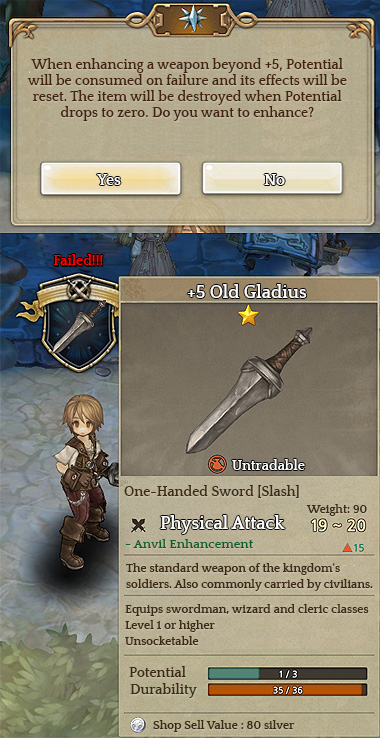 When enhancing a weapon beyond +5, Potential
will be consumed on failure and its effects will be
reset. The item will be destroyed when Potential
drops to zero. Do you want to enhance?
Yes
No
Failed!!!
+5 Old Gladius
Untradable
One-Handed Sword [Slash]
Weight: 90
Physical Attack 19 ~ 20
- Anvil Enhancement ▲15
The standard weapon of the kingdom's
soldiers. Also commonly carried by civilians.
Equips swordman, wizard and cleric classes
Level 1 or higher
Unsocketable
Potential 1 / 3
Durability 35 / 36
Shop Sell Value : 80 silver